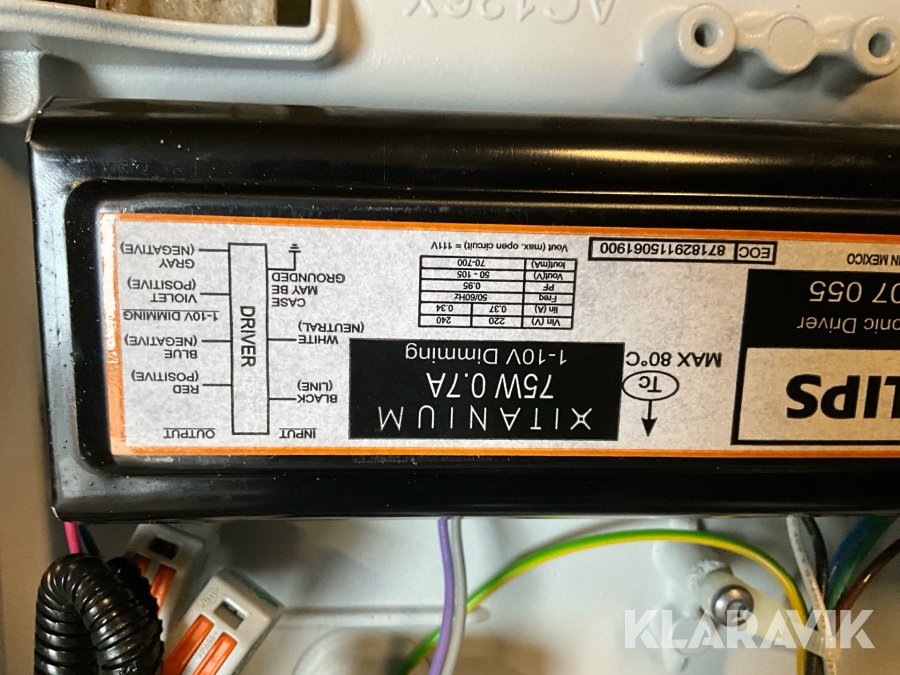 AC126X
PHILIPS
onic Driver
07 055
IN MEXICO
Tc
MAX 80°C
XITANIUM
75W 0.7A
1-10V Dimming
Vin (V) 220 240
Iin (A) 0.37 0.34
Freq 50/60Hz
PF 0.95
Vout(V) 50 - 105
Iout(mA) 70-700
Vout (max. open circuit) = 111V
EOC 871829115061900
INPUT
BLACK
(LINE)
WHITE
(NEUTRAL)
CASE
MAY BE
GROUNDED
DRIVER
OUTPUT
RED
(POSITIVE)
BLUE
(NEGATIVE)
1-10V DIMMING
VIOLET
(POSITIVE)
GRAY
(NEGATIVE)
KLARAVIK